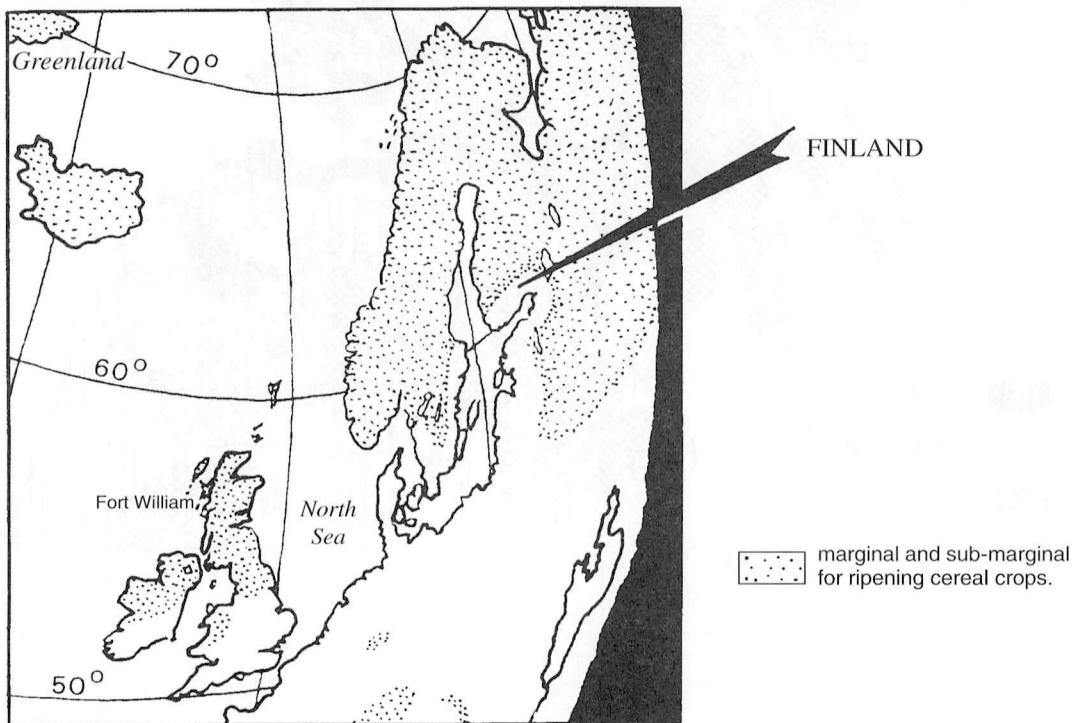 Greenland
70°
FINLAND
60°
Fort William
North
Sea
marginal and sub-marginal
for ripening cereal crops.
50°